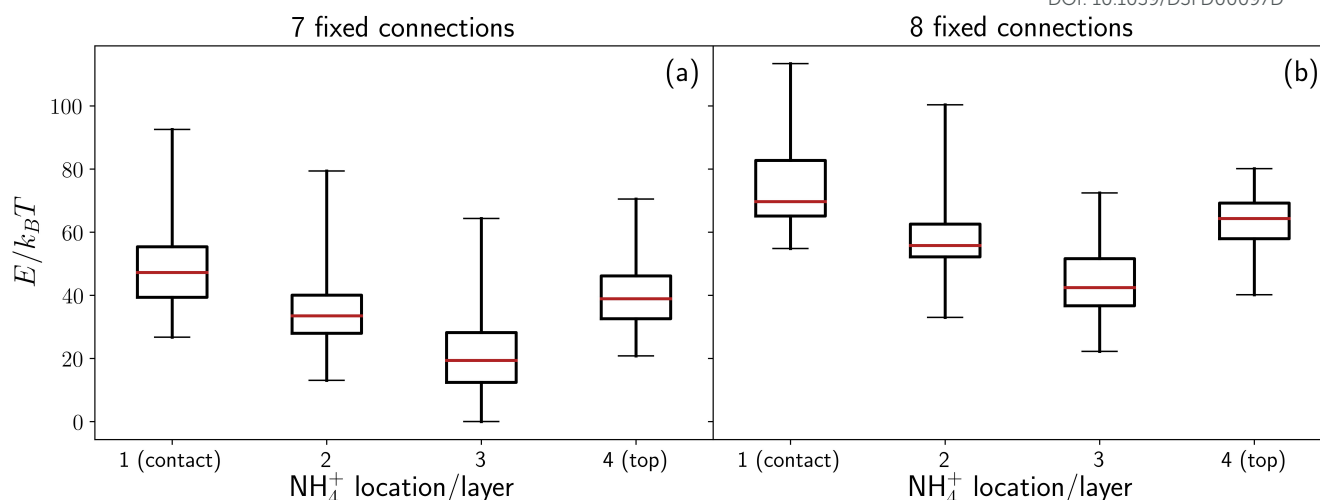 7 fixed connections
8 fixed connections
(a)
(b)
100
80
60
40
20
0
E/k_BT
1 (contact)
2
3
4 (top)
1 (contact)
2
3
4 (top)
NH₄⁺ location/layer
NH₄⁺ location/layer